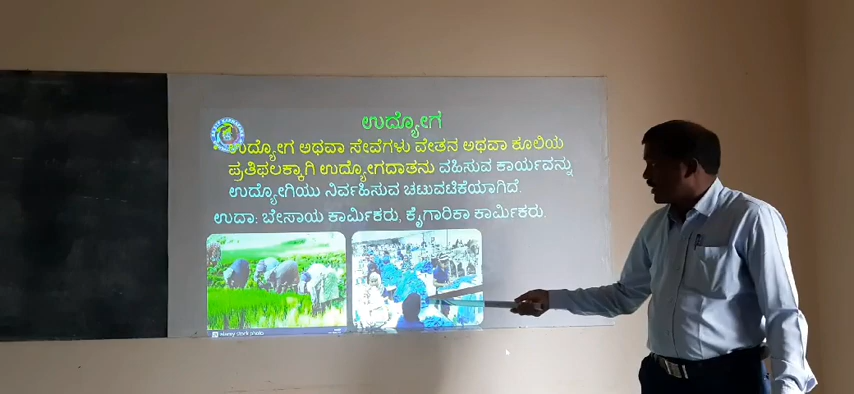 ಉದ್ಯೋಗ
ಉದ್ಯೋಗ ಅಥವಾ ಸೇವೆಗಳು ವೇತನ ಅಥವಾ ಕೂಲಿಯ
ಪ್ರತಿಫಲಕ್ಕಾಗಿ ಉದ್ಯೋಗದಾತನು ವಹಿಸುವ ಕಾರ್ಯವನ್ನು
ಉದ್ಯೋಗಿಯು ನಿರ್ವಹಿಸುವ ಚಟುವಟಿಕೆಯಾಗಿದೆ.
ಉದಾ: ಬೇಸಾಯ ಕಾರ್ಮಿಕರು, ಕೈಗಾರಿಕಾ ಕಾರ್ಮಿಕರು.